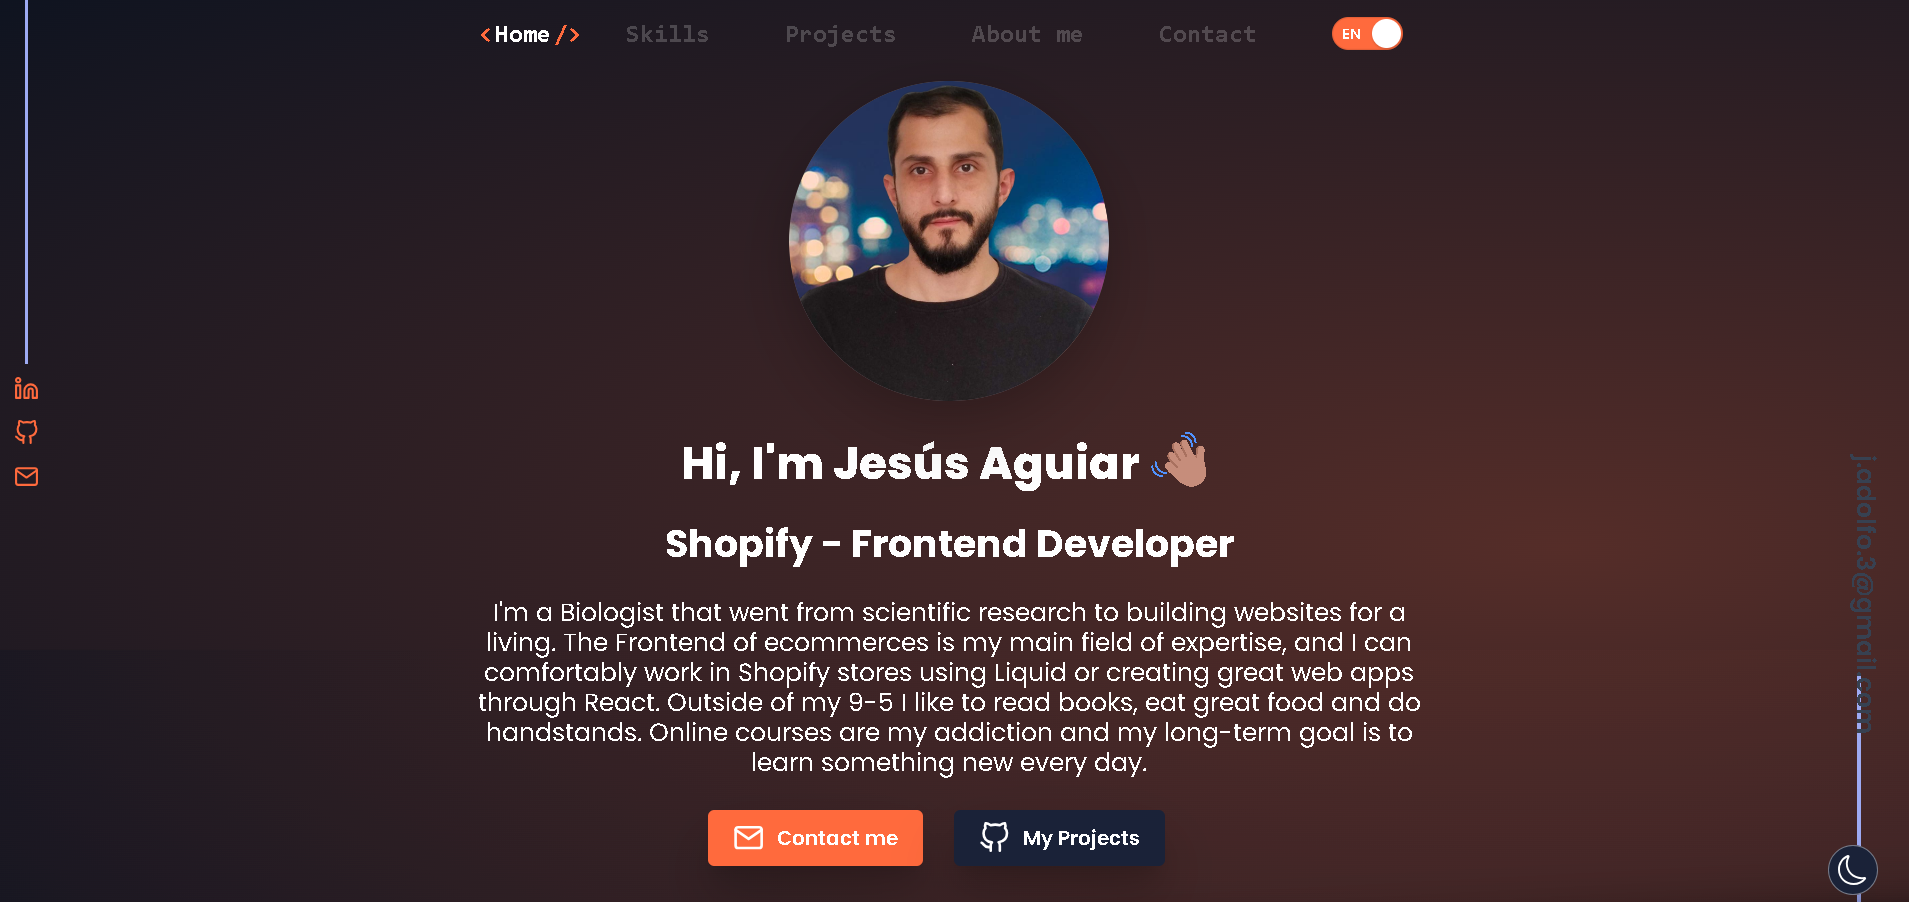 <Home/> Skills Projects About me Contact EN
Hi, I'm Jesús Aguiar
Shopify - Frontend Developer
I'm a Biologist that went from scientific research to building websites for a
living. The Frontend of ecommerces is my main field of expertise, and I can
comfortably work in Shopify stores using Liquid or creating great web apps
through React. Outside of my 9-5 I like to read books, eat great food and do
handstands. Online courses are my addiction and my long-term goal is to
learn something new every day.
Contact me My Projects
j.adolfo.3@gmail.com